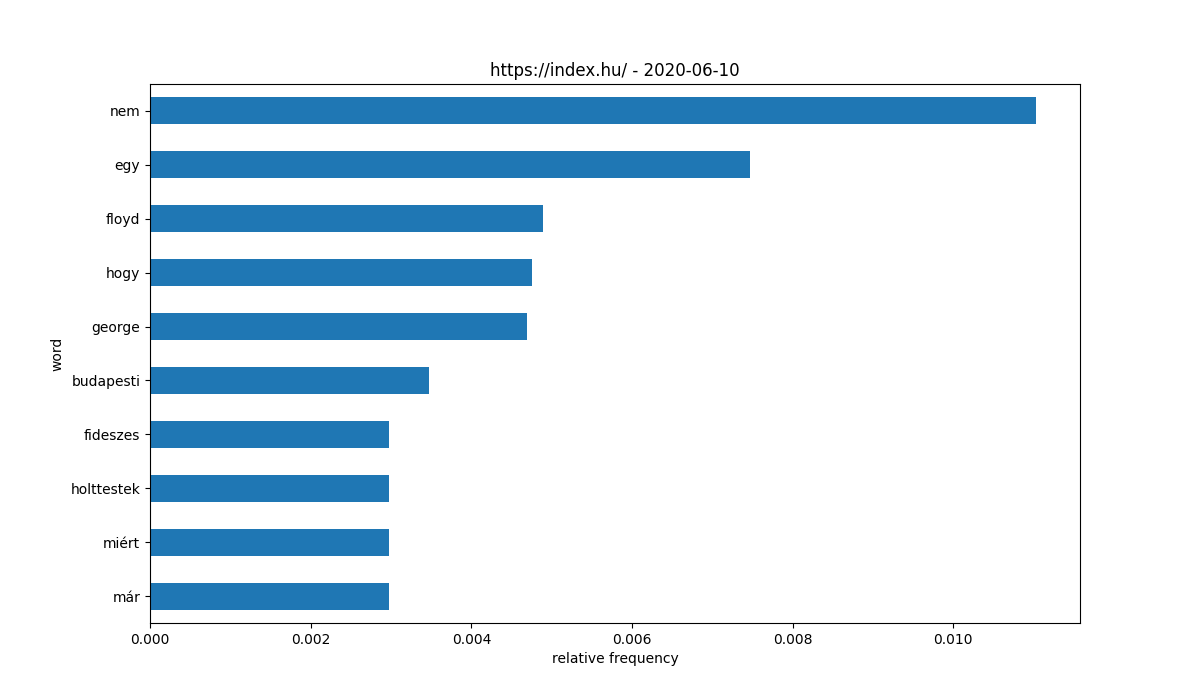 https://index.hu/ - 2020-06-10
nem
egy
floyd
hogy
george
budapesti
fideszes
holttestek
miért
már
word
0.000 0.002 0.004 0.006 0.008 0.010
relative frequency